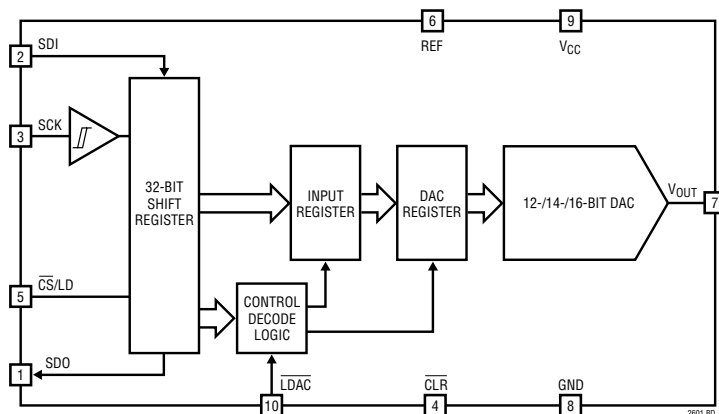 6
REF
9
VCC
2
SDI
3
SCK
32-BIT
SHIFT
REGISTER
INPUT
REGISTER
DAC
REGISTER
12-/14-/16-BIT DAC
VOUT
7
5
CS/LD
CONTROL
DECODE
LOGIC
1
SDO
10
LDAC
4
CLR
8
GND
2601 BD